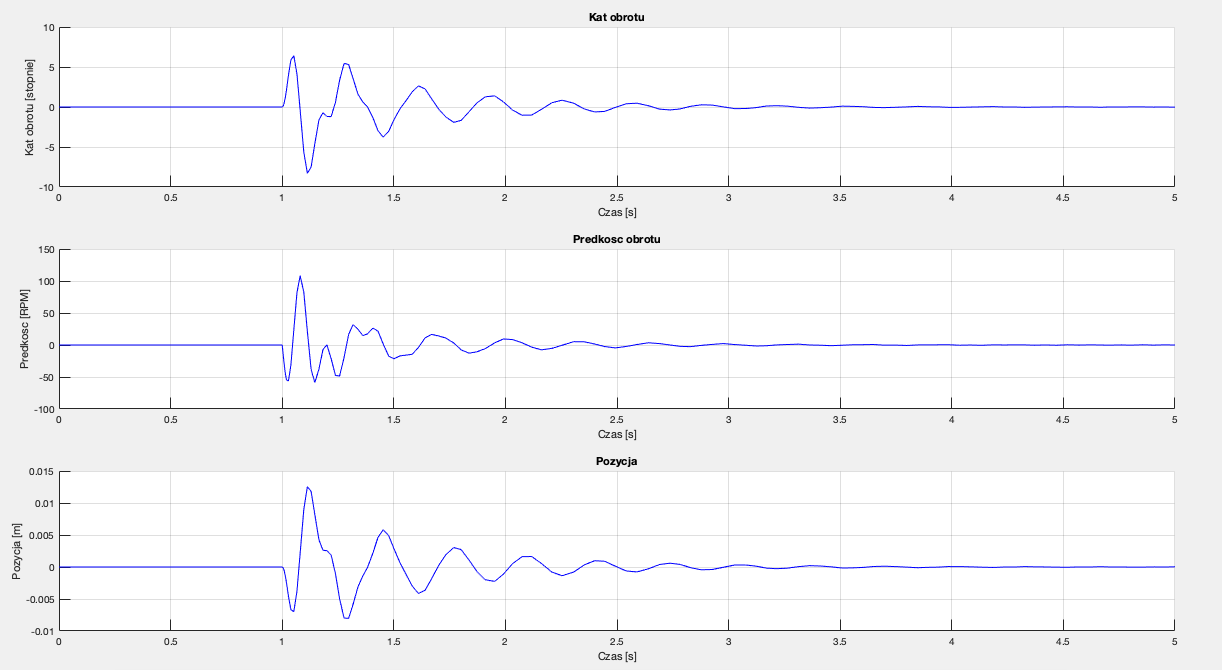 Kat obrotu
10
5
0
-5
-10
Kat obrotu [stopnie]
0 0.5 1 1.5 2 2.5 3 3.5 4 4.5 5
Czas [s]
Predkosc obrotu
150
100
50
0
-50
-100
Predkosc [RPM]
0 0.5 1 1.5 2 2.5 3 3.5 4 4.5 5
Czas [s]
Pozycja
0.015
0.01
0.005
0
-0.005
-0.01
Pozycja [m]
0 0.5 1 1.5 2 2.5 3 3.5 4 4.5 5
Czas [s]